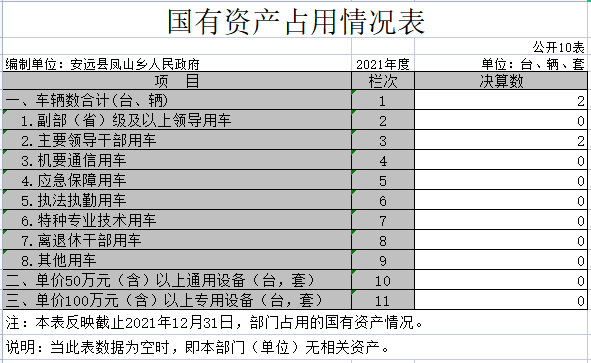 国有资产占用情况表
公开10表
编制单位：安远县凤山乡人民政府 2021年度 单位：台、辆、套
项 目 栏次 决算数
一、车辆数合计(台、辆) 1 2
1.副部（省）级及以上领导用车 2 0
2.主要领导干部用车 3 2
3.机要通信用车 4 0
4.应急保障用车 5 0
5.执法执勤用车 6 0
6.特种专业技术用车 7 0
7.离退休干部用车 8 0
8.其他用车 9 0
二、单价50万元（含）以上通用设备（台，套） 10 0
三、单价100万元（含）以上专用设备（台，套） 11 0
注：本表反映截止2021年12月31日，部门占用的国有资产情况。
说明：当此表数据为空时，即本部门（单位）无相关资产。